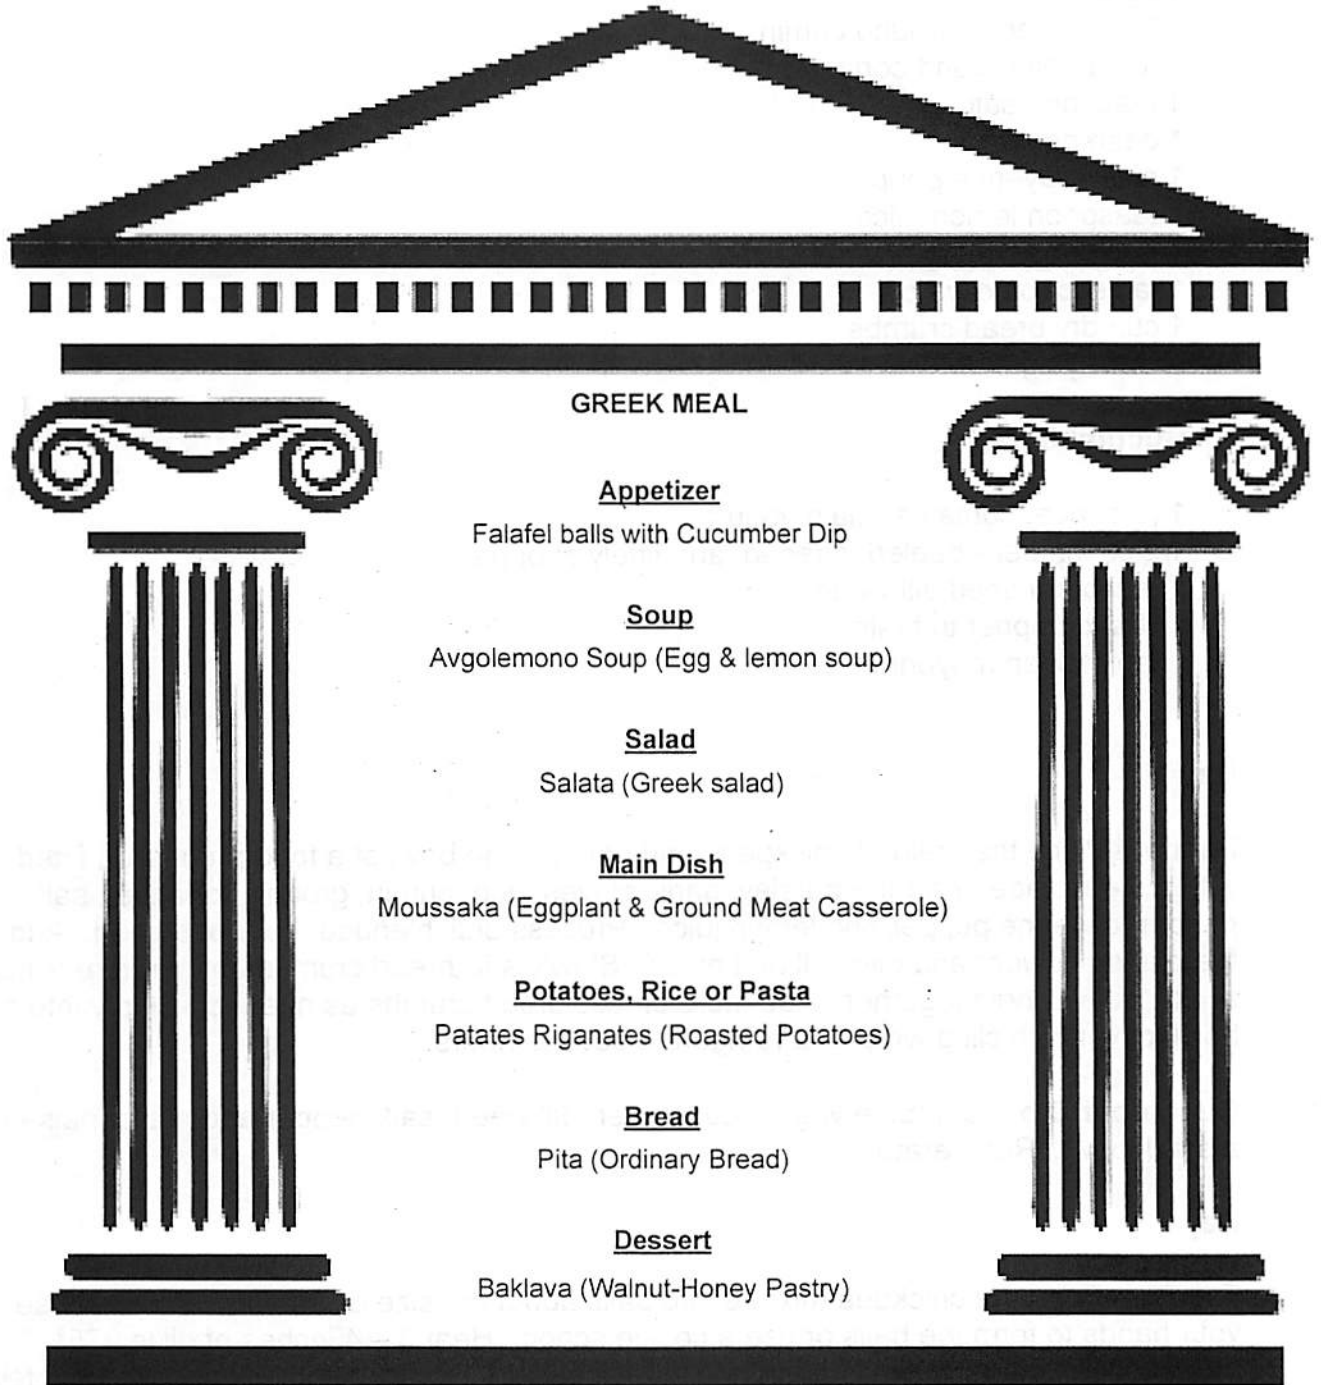 GREEK MEAL
Appetizer
Falafel balls with Cucumber Dip
Soup
Avgolemono Soup (Egg & lemon soup)
Salad
Salata (Greek salad)
Main Dish
Moussaka (Eggplant & Ground Meat Casserole)
Potatoes, Rice or Pasta
Patates Riganates (Roasted Potatoes)
Bread
Pita (Ordinary Bread)
Dessert
Baklava (Walnut-Honey Pastry)